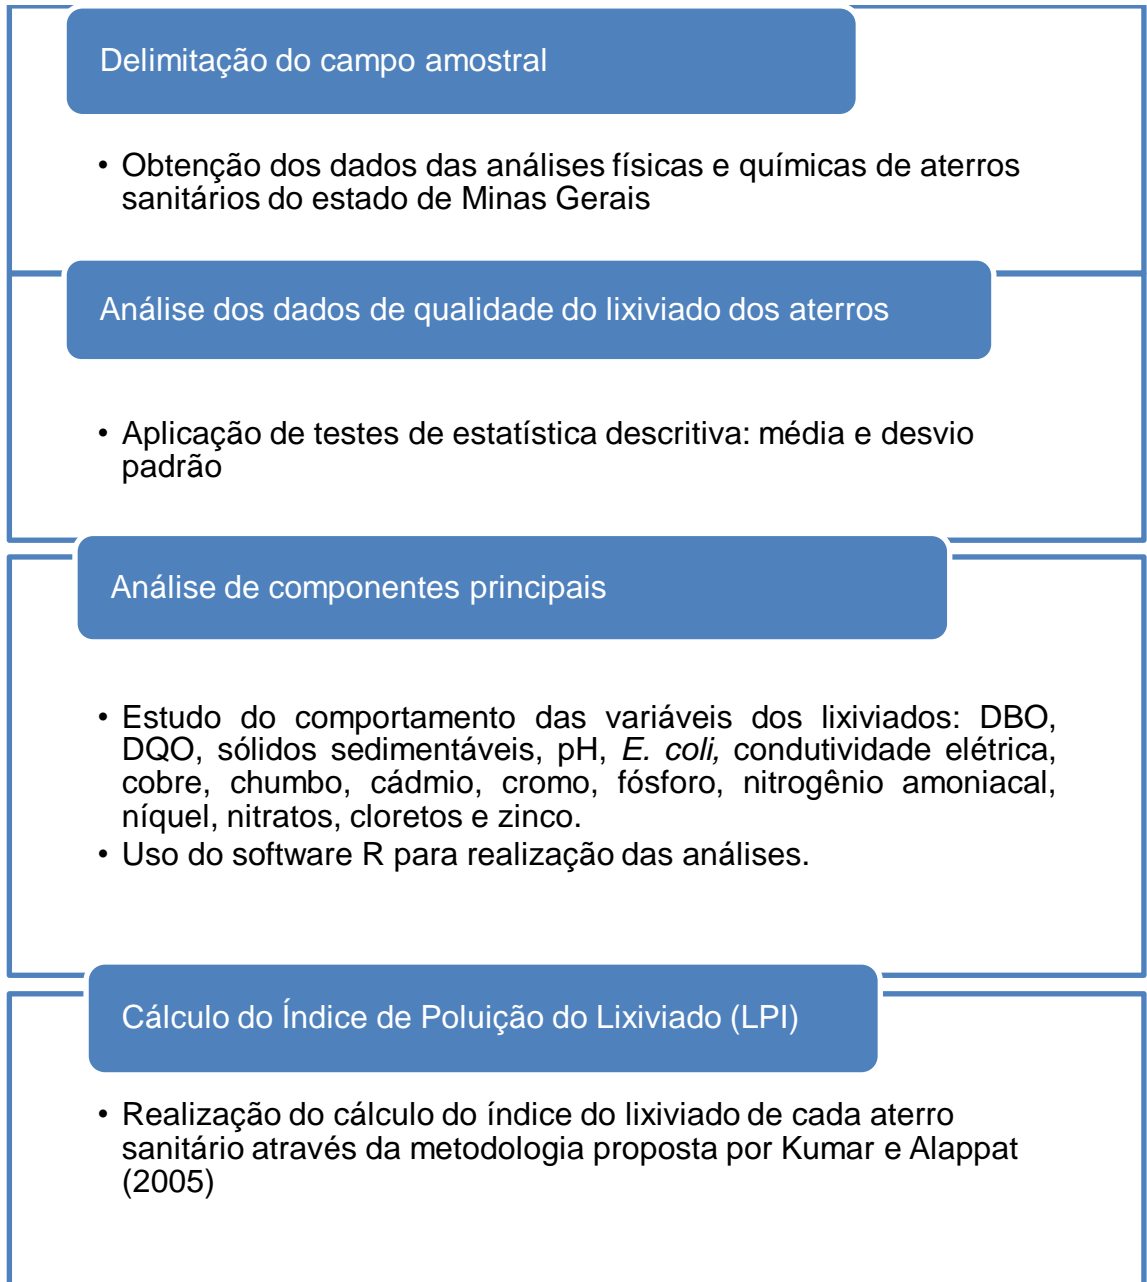 Delimitação do campo amostral
• Obtenção dos dados das análises físicas e químicas de aterros
sanitários do estado de Minas Gerais
Análise dos dados de qualidade do lixiviado dos aterros
• Aplicação de testes de estatística descritiva: média e desvio
padrão
Análise de componentes principais
• Estudo do comportamento das variáveis dos lixiviados: DBO,
DQO, sólidos sedimentáveis, pH, E. coli, condutividade elétrica,
cobre, chumbo, cádmio, cromo, fósforo, nitrogênio amoniacal,
níquel, nitratos, cloretos e zinco.
• Uso do software R para realização das análises.
Cálculo do Índice de Poluição do Lixiviado (LPI)
• Realização do cálculo do índice do lixiviado de cada aterro
sanitário através da metodologia proposta por Kumar e Alappat
(2005)